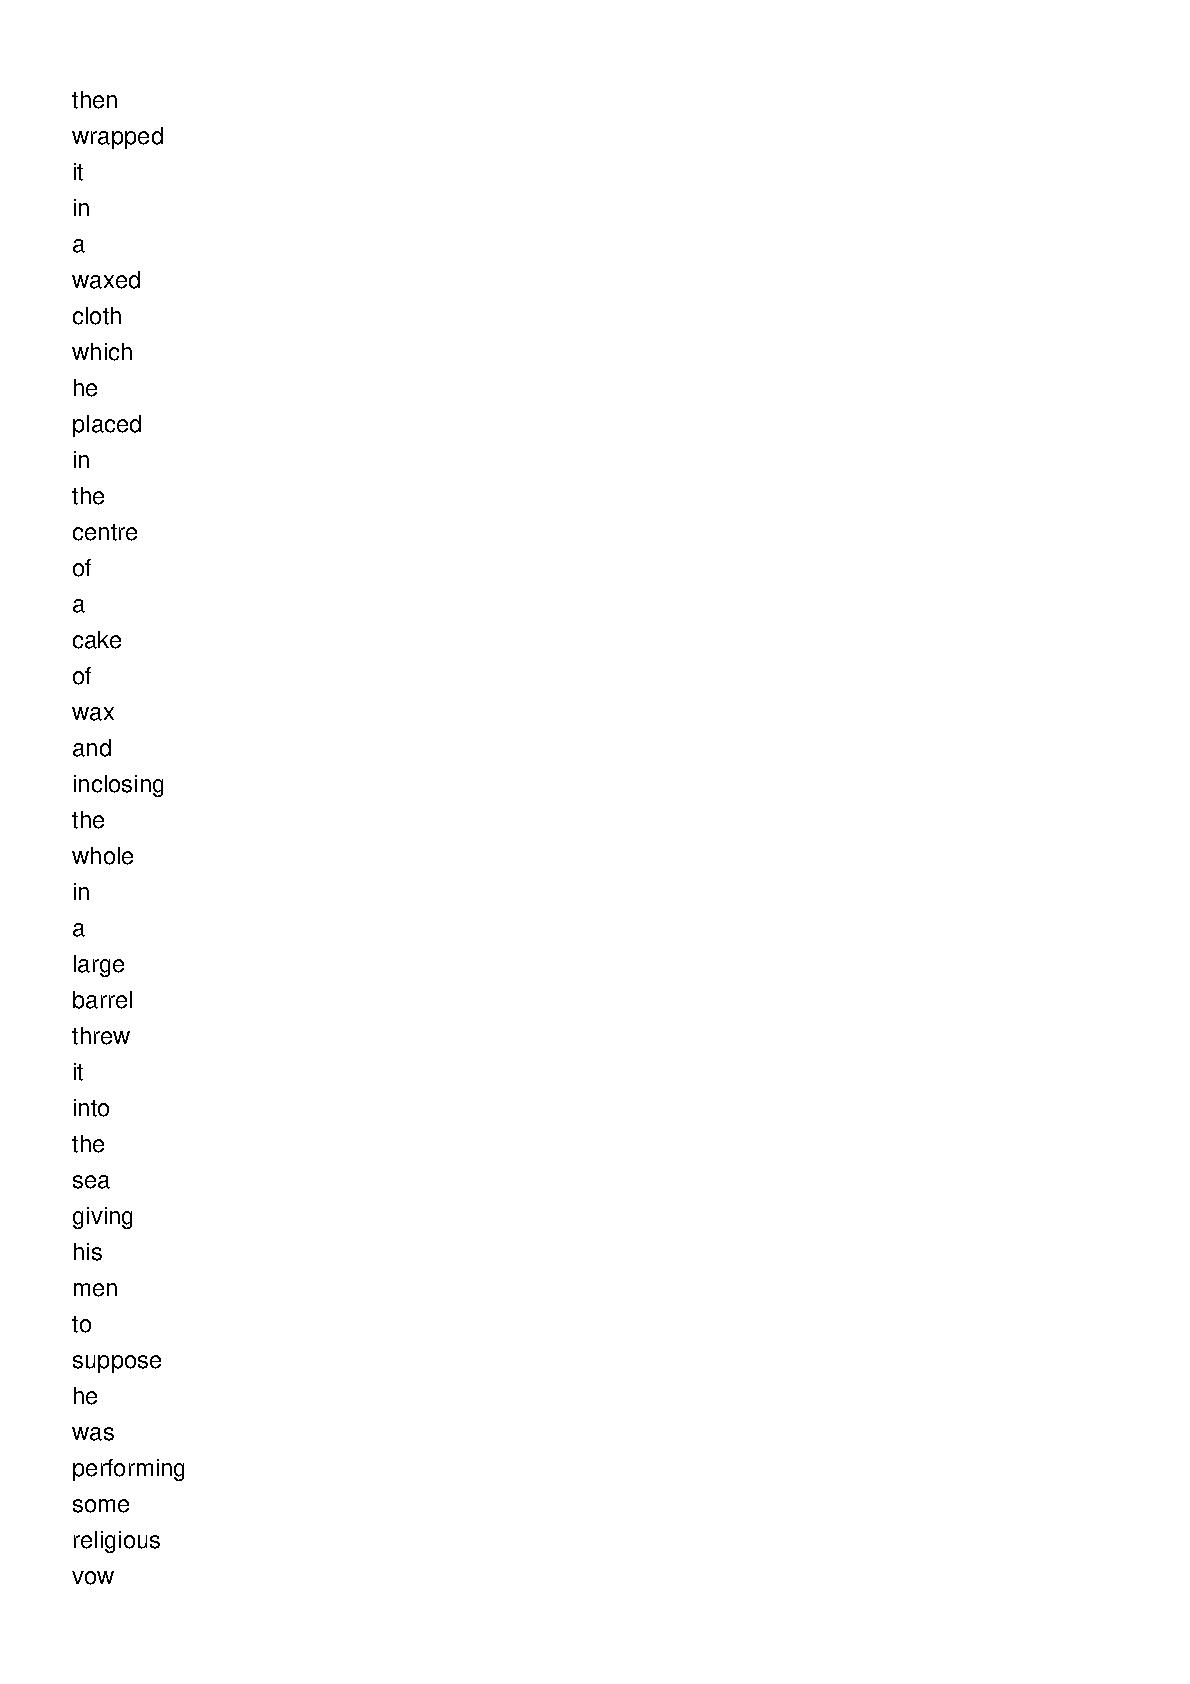 then
wrapped
it
in
a
waxed
cloth
which
he
placed
in
the
centre
of
a
cake
of
wax
and
inclosing
the
whole
in
a
large
barrel
threw
it
into
the
sea
giving
his
men
to
suppose
he
was
performing
some
religious
vow